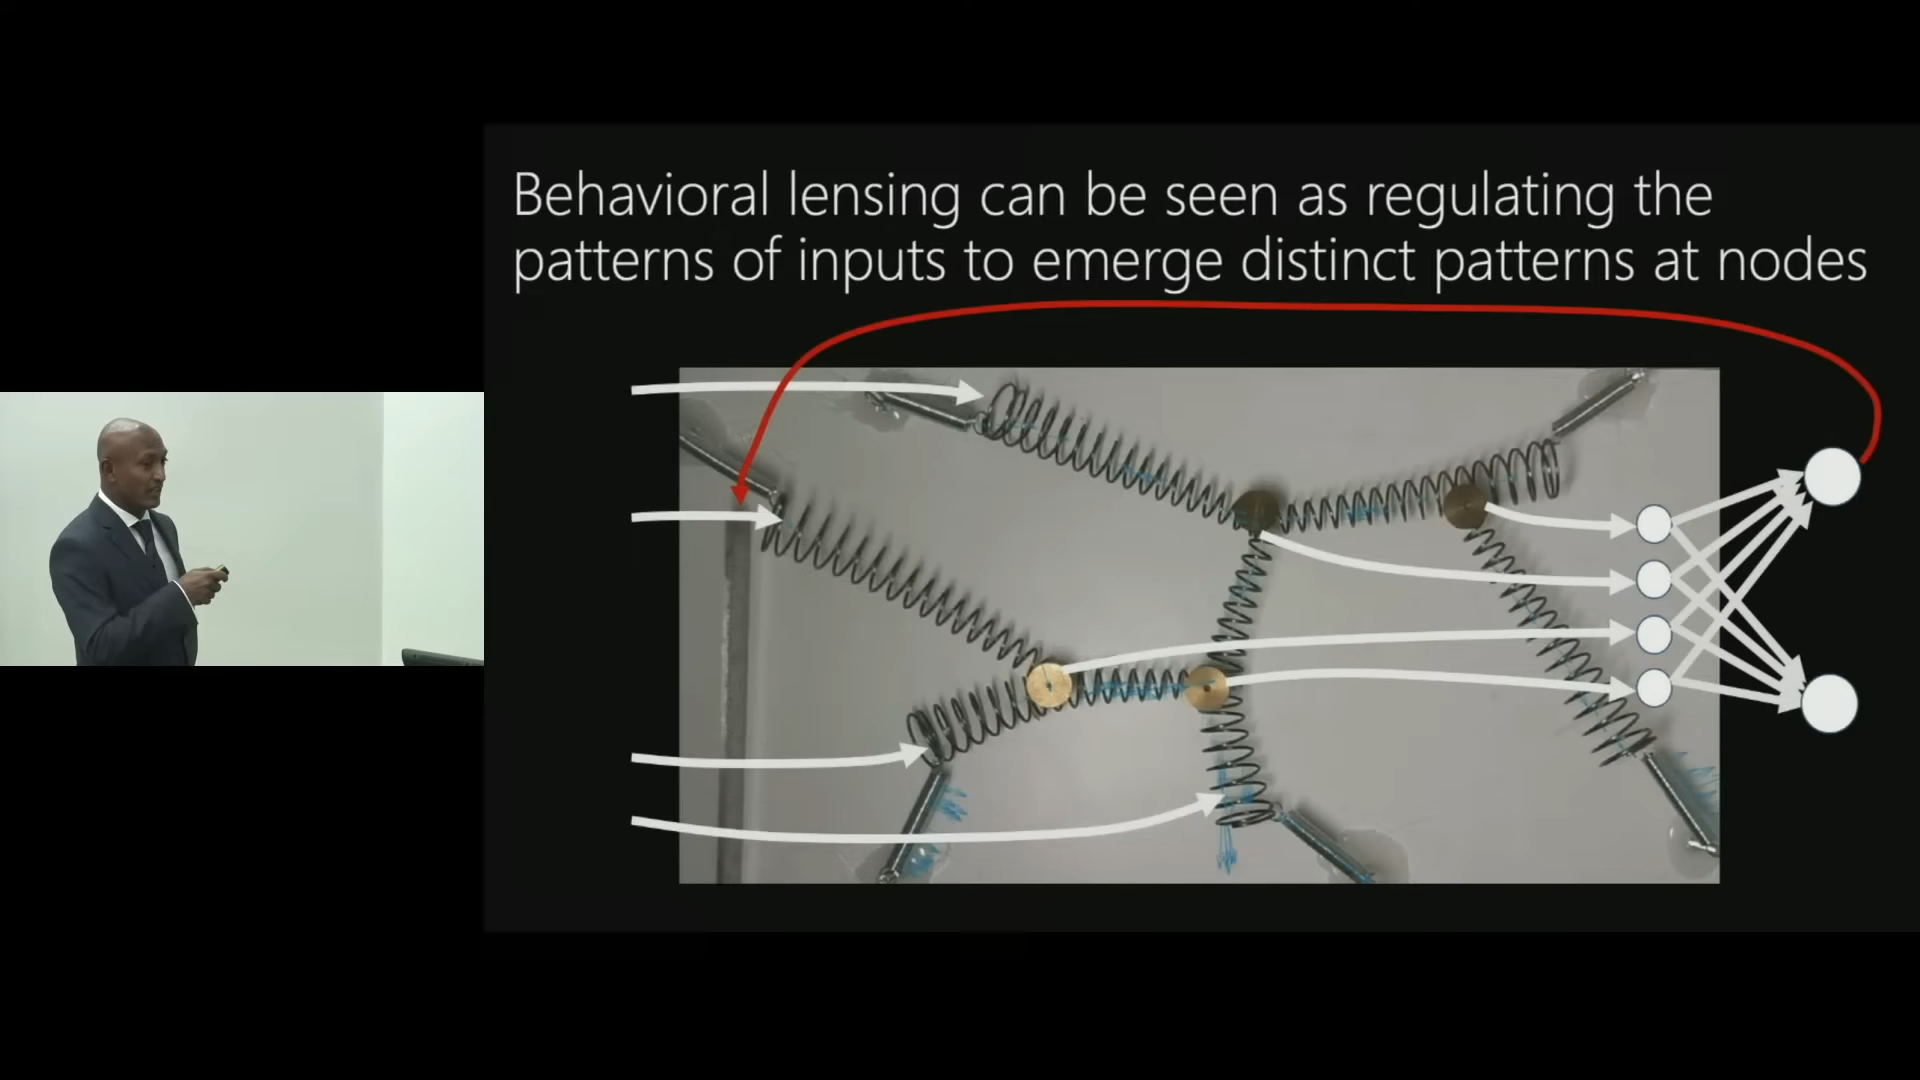 Behavioral lensing can be seen as regulating the
patterns of inputs to emerge distinct patterns at nodes